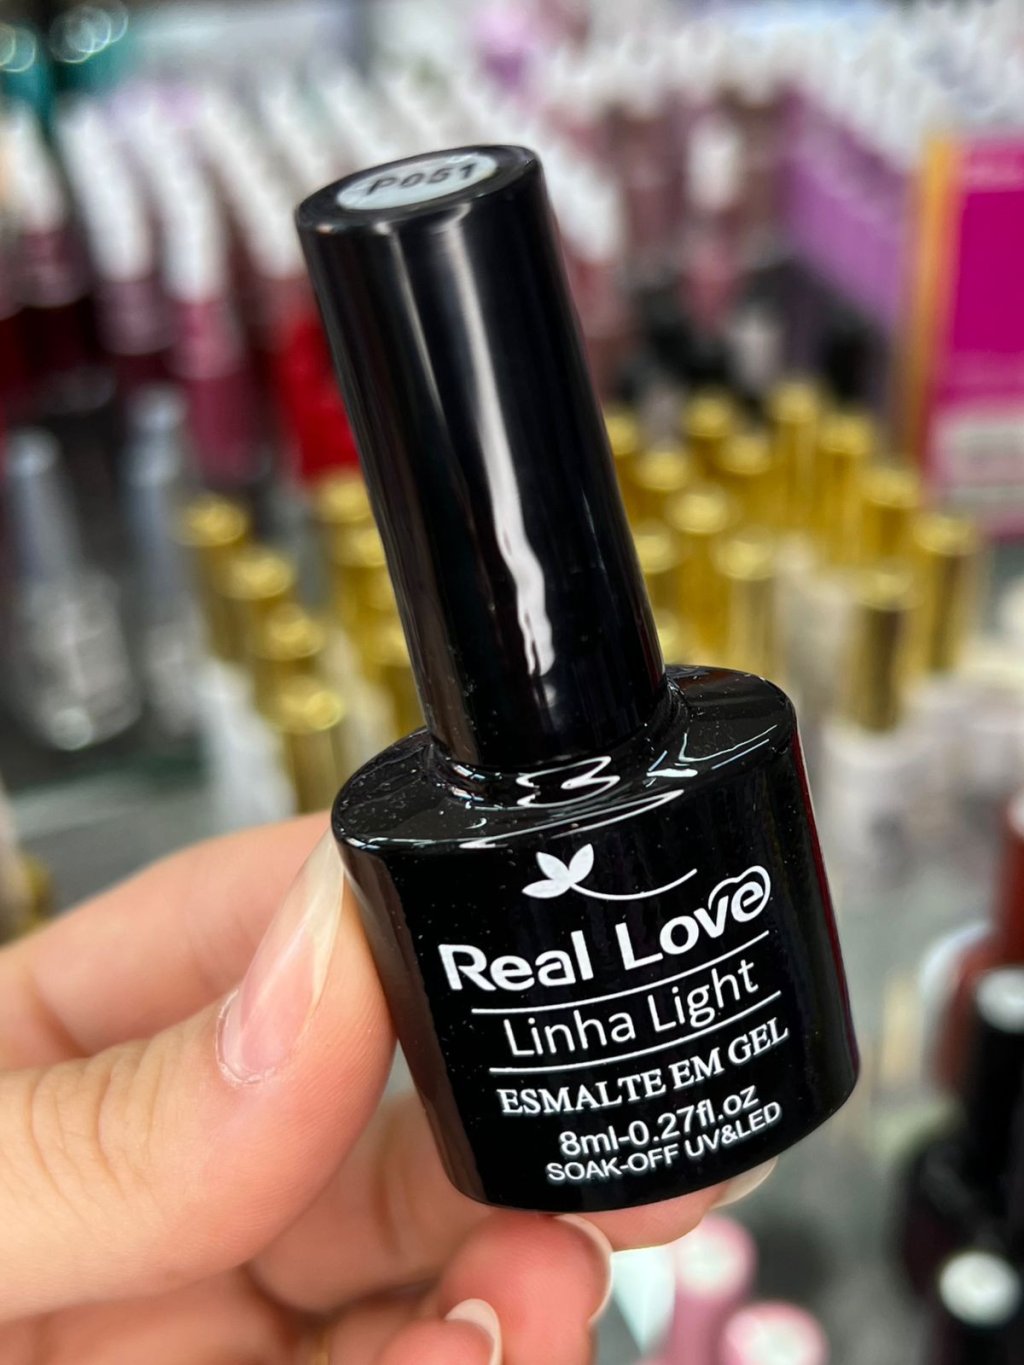 P051
Real Love
Linha Light
ESMALTE EM GEL
8ml-0.27fl.oz
SOAK-OFF UV&LED